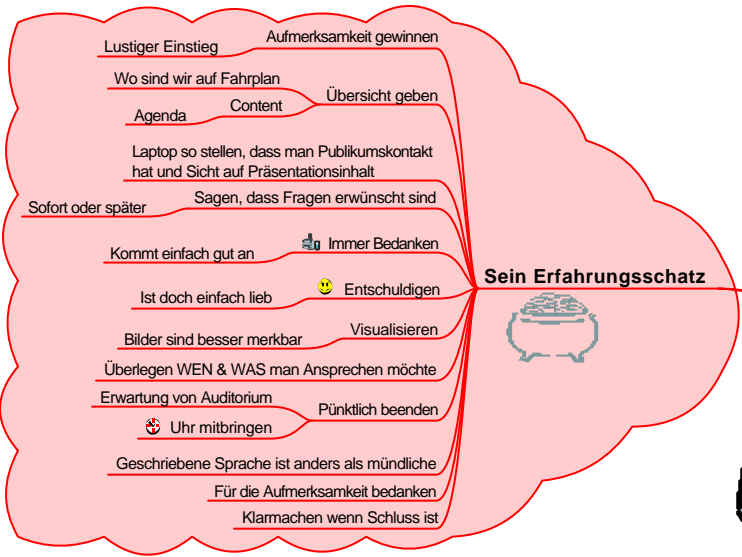 Aufmerksamkeit gewinnen
Lustiger Einstieg
Wo sind wir auf Fahrplan
Übersicht geben
Content
Agenda
Laptop so stellen, dass man Publikumskontakt
hat und Sicht auf Präsentationsinhalt
Sagen, dass Fragen erwünscht sind
Sofort oder später
Immer Bedanken
Kommt einfach gut an
Sein Erfahrungsschatz
Entschuldigen
Ist doch einfach lieb
Visualisieren
Bilder sind besser merkbar
Überlegen WEN & WAS man Ansprechen möchte
Erwartung von Auditorium
Pünktlich beenden
Uhr mitbringen
Geschriebene Sprache ist anders als mündliche
Für die Aufmerksamkeit bedanken
Klarmachen wenn Schluss ist